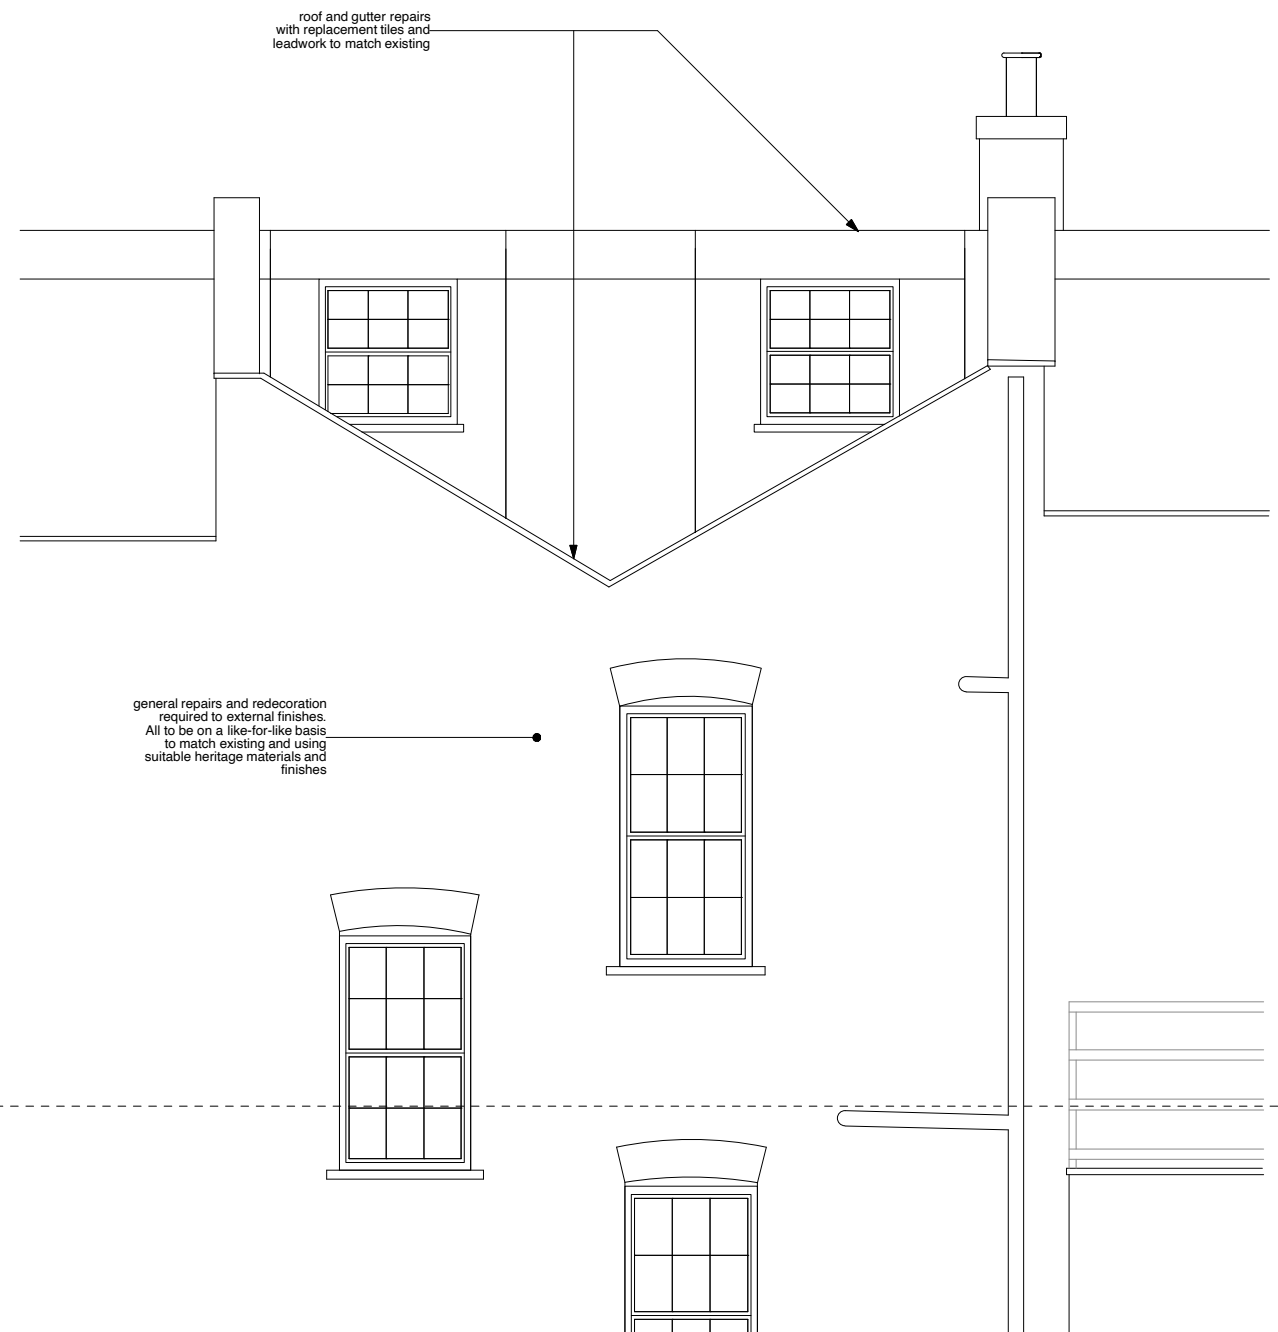 roof and gutter repairs
with replacement tiles and
leadwork to match existing
general repairs and redecoration
required to external finishes.
All to be on a like-for-like basis
to match existing and using
suitable heritage materials and
finishes